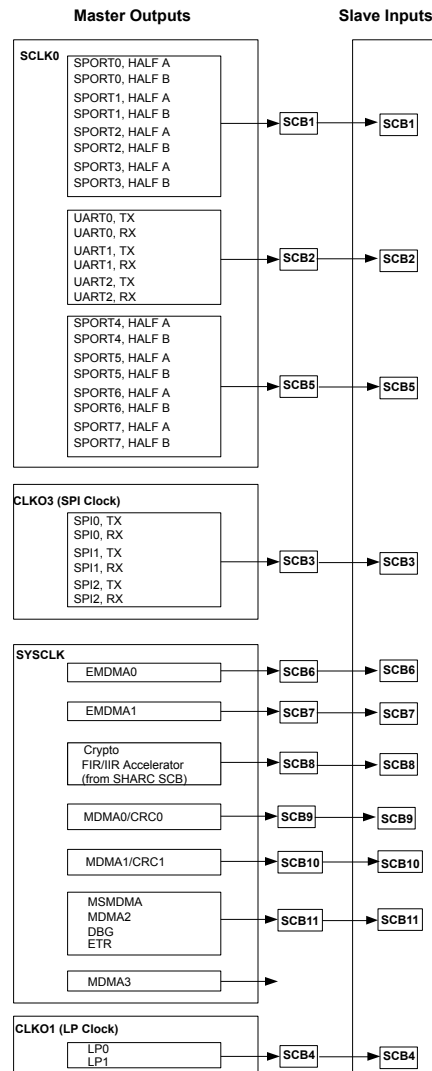 Master Outputs
Slave Inputs
SCLK0
SPORT0, HALF A
SPORT0, HALF B
SPORT1, HALF A
SPORT1, HALF B
SPORT2, HALF A
SPORT2, HALF B
SPORT3, HALF A
SPORT3, HALF B
SCB1
SCB1
UART0, TX
UART0, RX
UART1, TX
UART1, RX
UART2, TX
UART2, RX
SCB2
SCB2
SPORT4, HALF A
SPORT4, HALF B
SPORT5, HALF A
SPORT5, HALF B
SPORT6, HALF A
SPORT6, HALF B
SPORT7, HALF A
SPORT7, HALF B
SCB5
SCB5
CLKO3 (SPI Clock)
SPI0, TX
SPI0, RX
SPI1, TX
SPI1, RX
SPI2, TX
SPI2, RX
SCB3
SCB3
SYSCLK
EMDMA0
SCB6
SCB6
EMDMA1
SCB7
SCB7
Crypto
FIR/IIR Accelerator
(from SHARC SCB)
SCB8
SCB8
MDMA0/CRC0
SCB9
SCB9
MDMA1/CRC1
SCB10
SCB10
MSMDMA
MDMA2
DBG
ETR
SCB11
SCB11
MDMA3
CLKO1 (LP Clock)
LP0
LP1
SCB4
SCB4